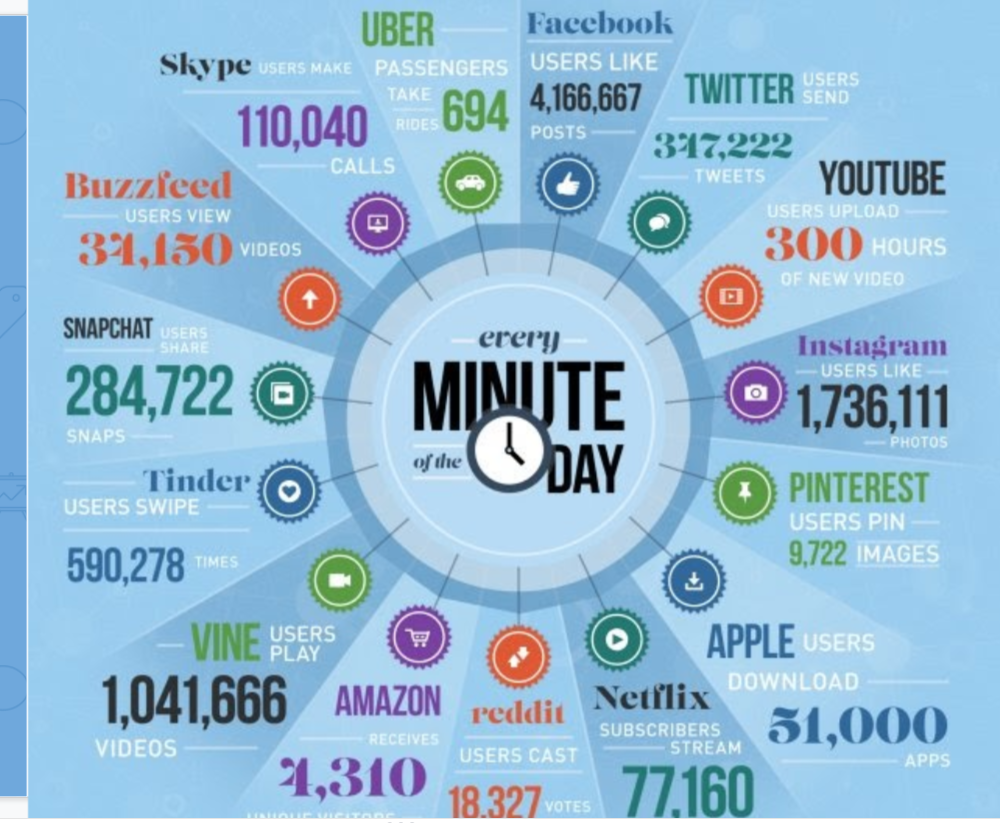 UBER
PASSENGERS
TAKE
RIDES 694
Facebook
USERS LIKE
4,166,667
POSTS
TWITTER USERS
SEND
347,222
TWEETS
YOUTUBE
USERS UPLOAD
300 HOURS
OF NEW VIDEO
Instagram
USERS LIKE
1,736,111
PHOTOS
PINTEREST
USERS PIN
9,722 IMAGES
APPLE USERS
DOWNLOAD
51,000
APPS
Netflix
SUBSCRIBERS
STREAM
77,160
reddit
USERS CAST
18,327 VOTES
AMAZON
RECEIVES
4,310
UNIQUE VISITORS
VINE USERS
PLAY
1,041,666
VIDEOS
Tinder
USERS SWIPE
590,278 TIMES
SNAPCHAT USERS
SHARE
284,722
SNAPS
Buzzfeed
USERS VIEW
34,150 VIDEOS
Skype USERS MAKE
110,040
CALLS
every
MINUTE
of the DAY